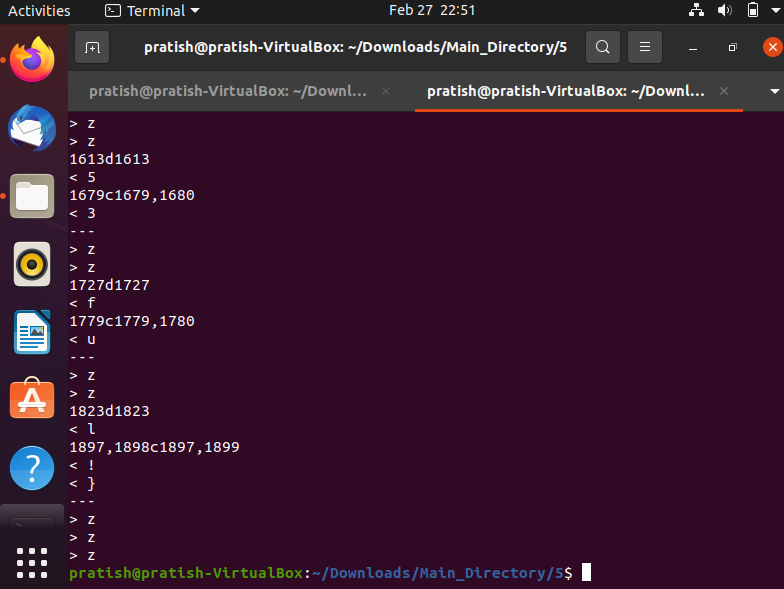 Activities
Terminal
Feb 27 22:51
pratish@pratish-VirtualBox: ~/Downloads/Main_Directory/5
pratish@pratish-VirtualBox: ~/Downl...
pratish@pratish-VirtualBox: ~/Downl...
> z
> z
1613d1613
< 5
1679c1679,1680
< 3
---
> z
> z
1727d1727
< f
1779c1779,1780
< u
---
> z
> z
1823d1823
< l
1897,1898c1897,1899
< !
< }
---
> z
> z
> z
pratish@pratish-VirtualBox:~/Downloads/Main_Directory/5$